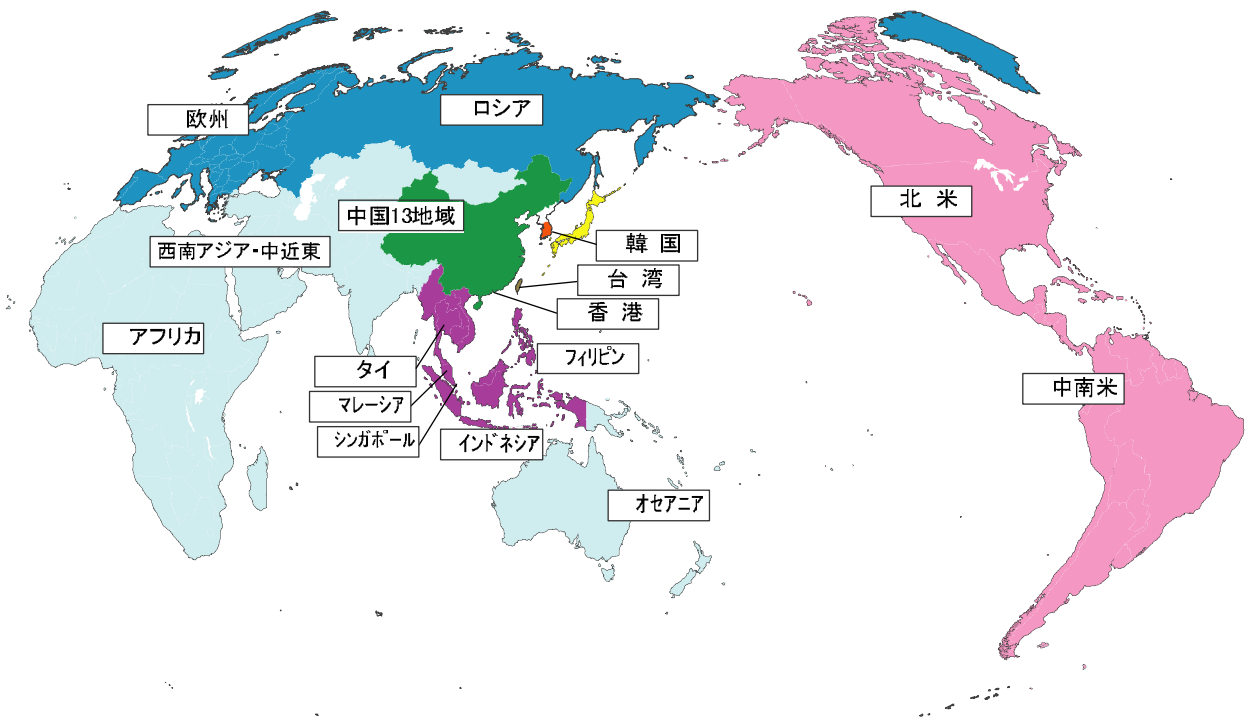 欧州
ロシア
北 米
中国13地域
韓 国
西南アジア・中近東
台 湾
香 港
アフリカ
フィリピン
タイ
中南米
マレーシア
シンガポール
インドネシア
オセアニア